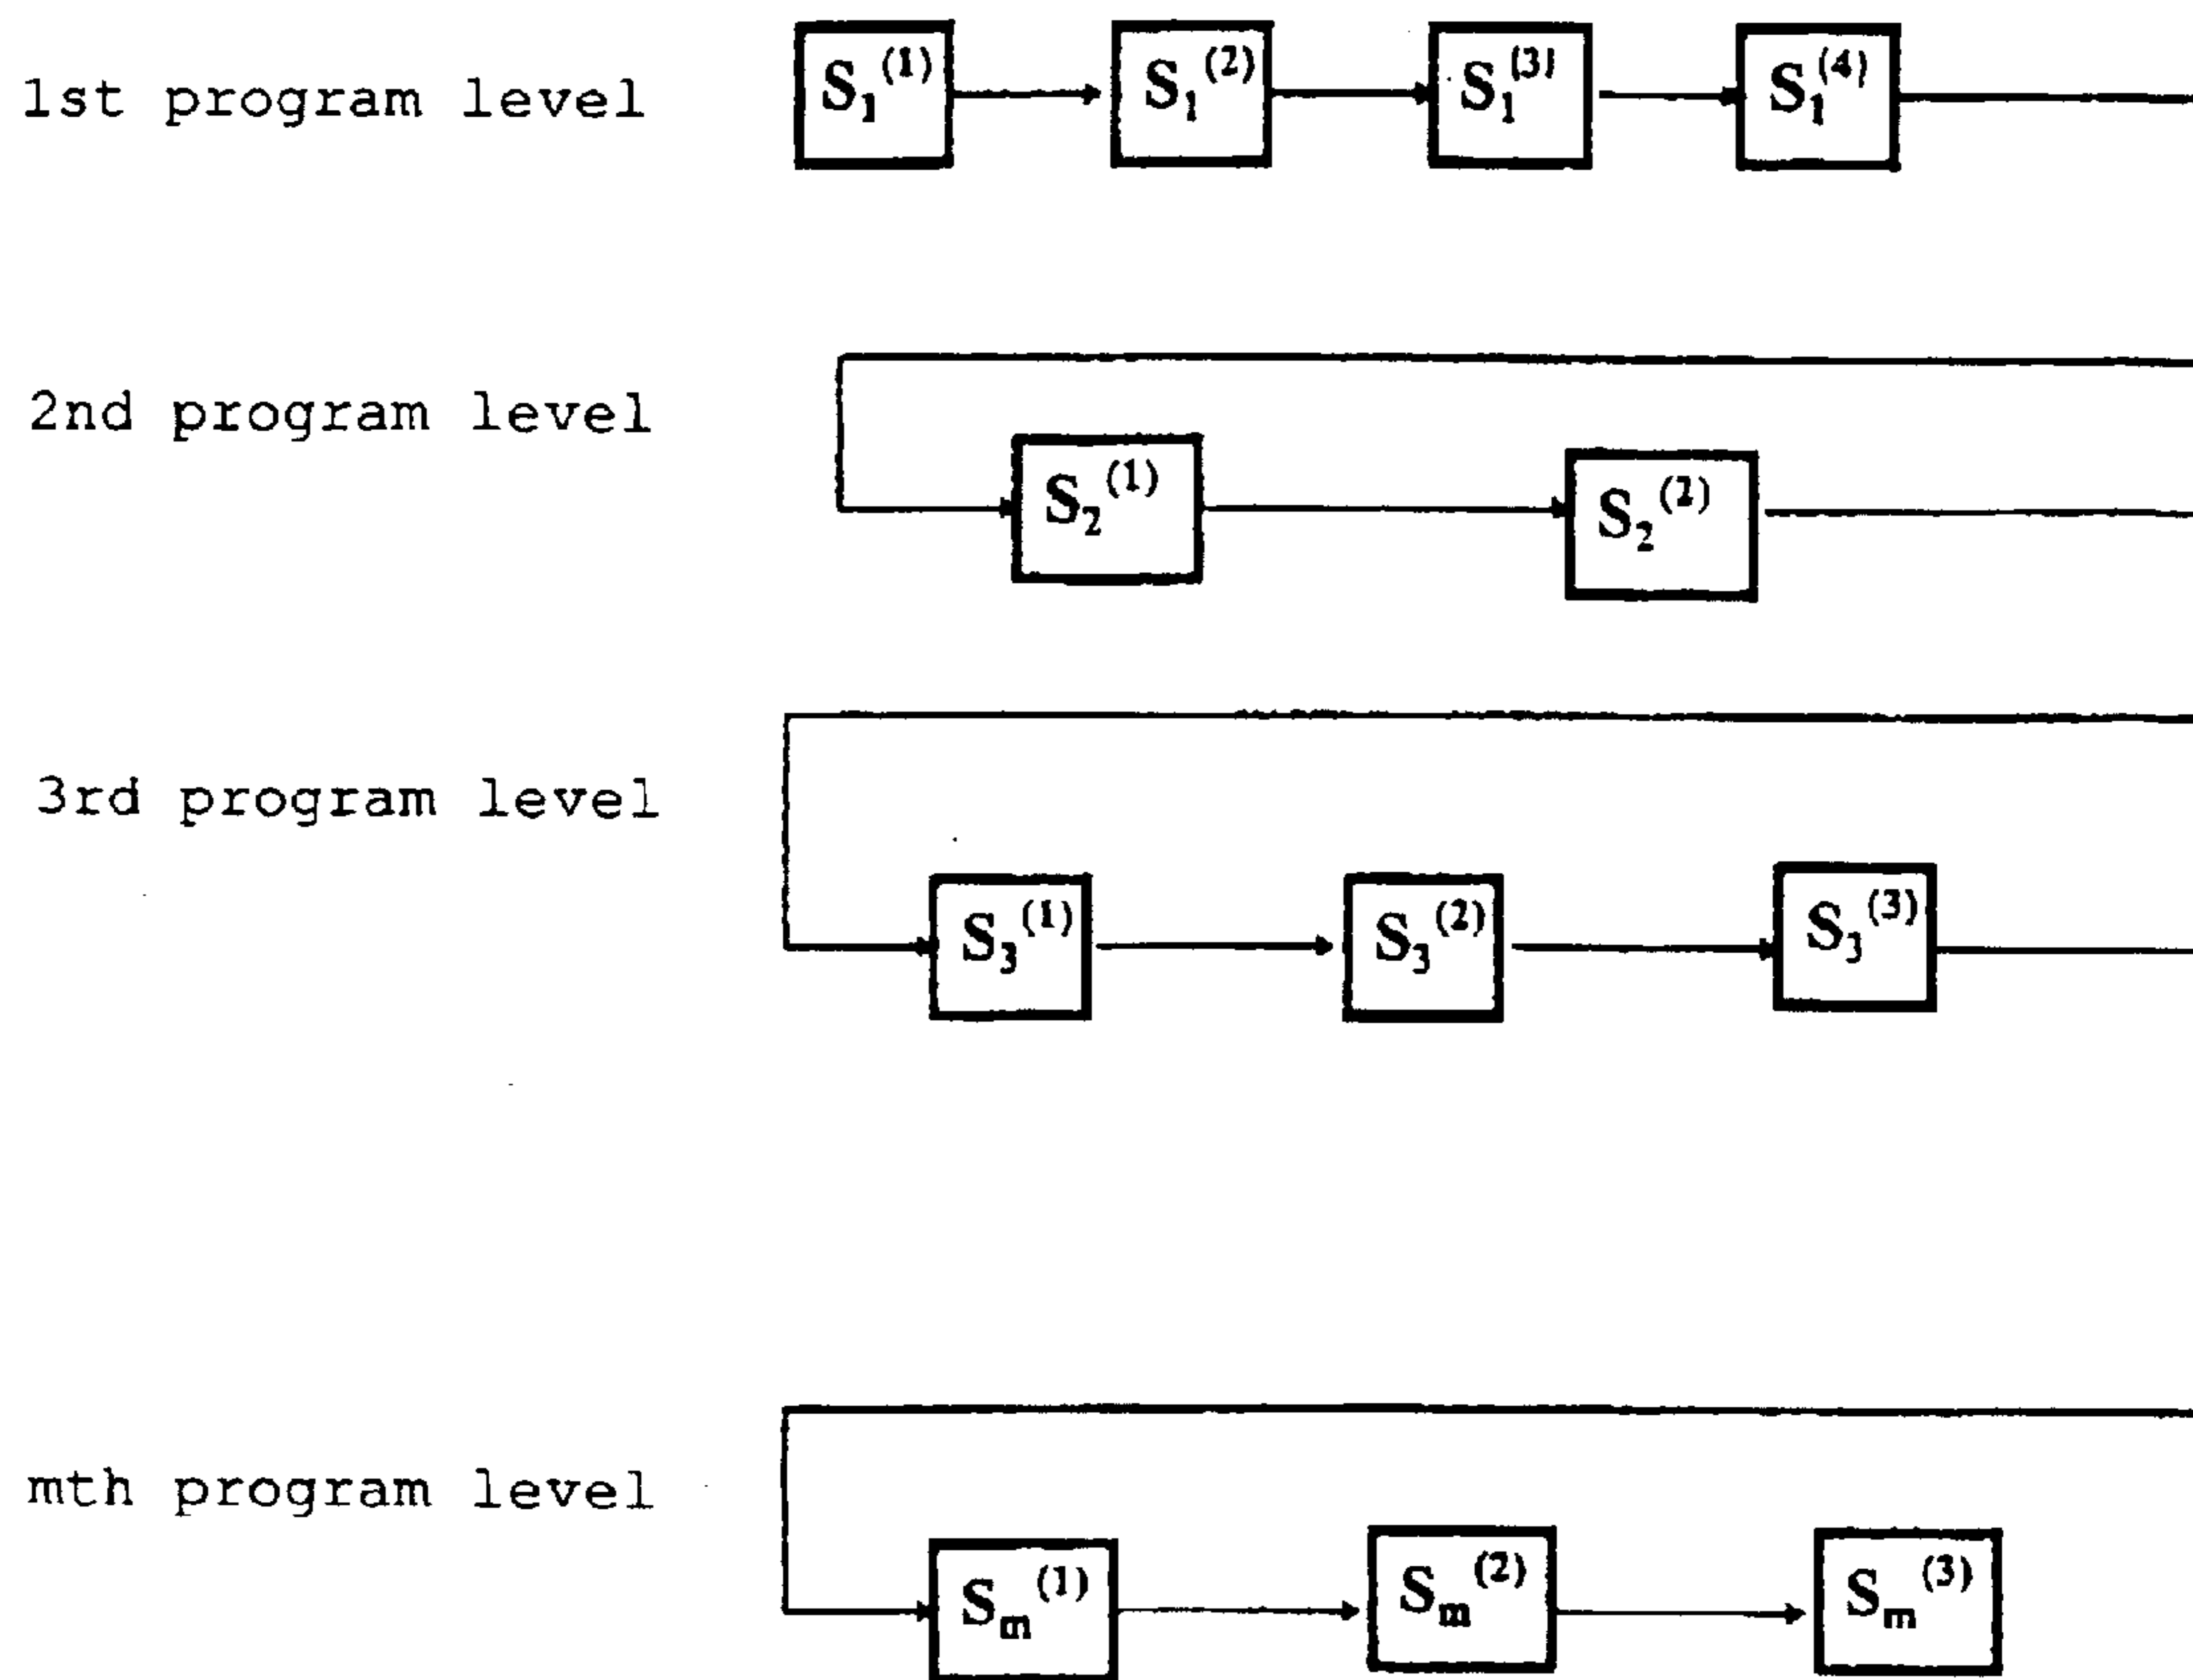 1st program level
S₁⁽¹⁾ S₁⁽²⁾ S₁⁽³⁾ S₁⁽⁴⁾
2nd program level
S₂⁽¹⁾ S₂⁽²⁾
3rd program level
S₃⁽¹⁾ S₃⁽²⁾ S₃⁽³⁾
mth program level
Sₘ⁽¹⁾ Sₘ⁽²⁾ Sₘ⁽³⁾